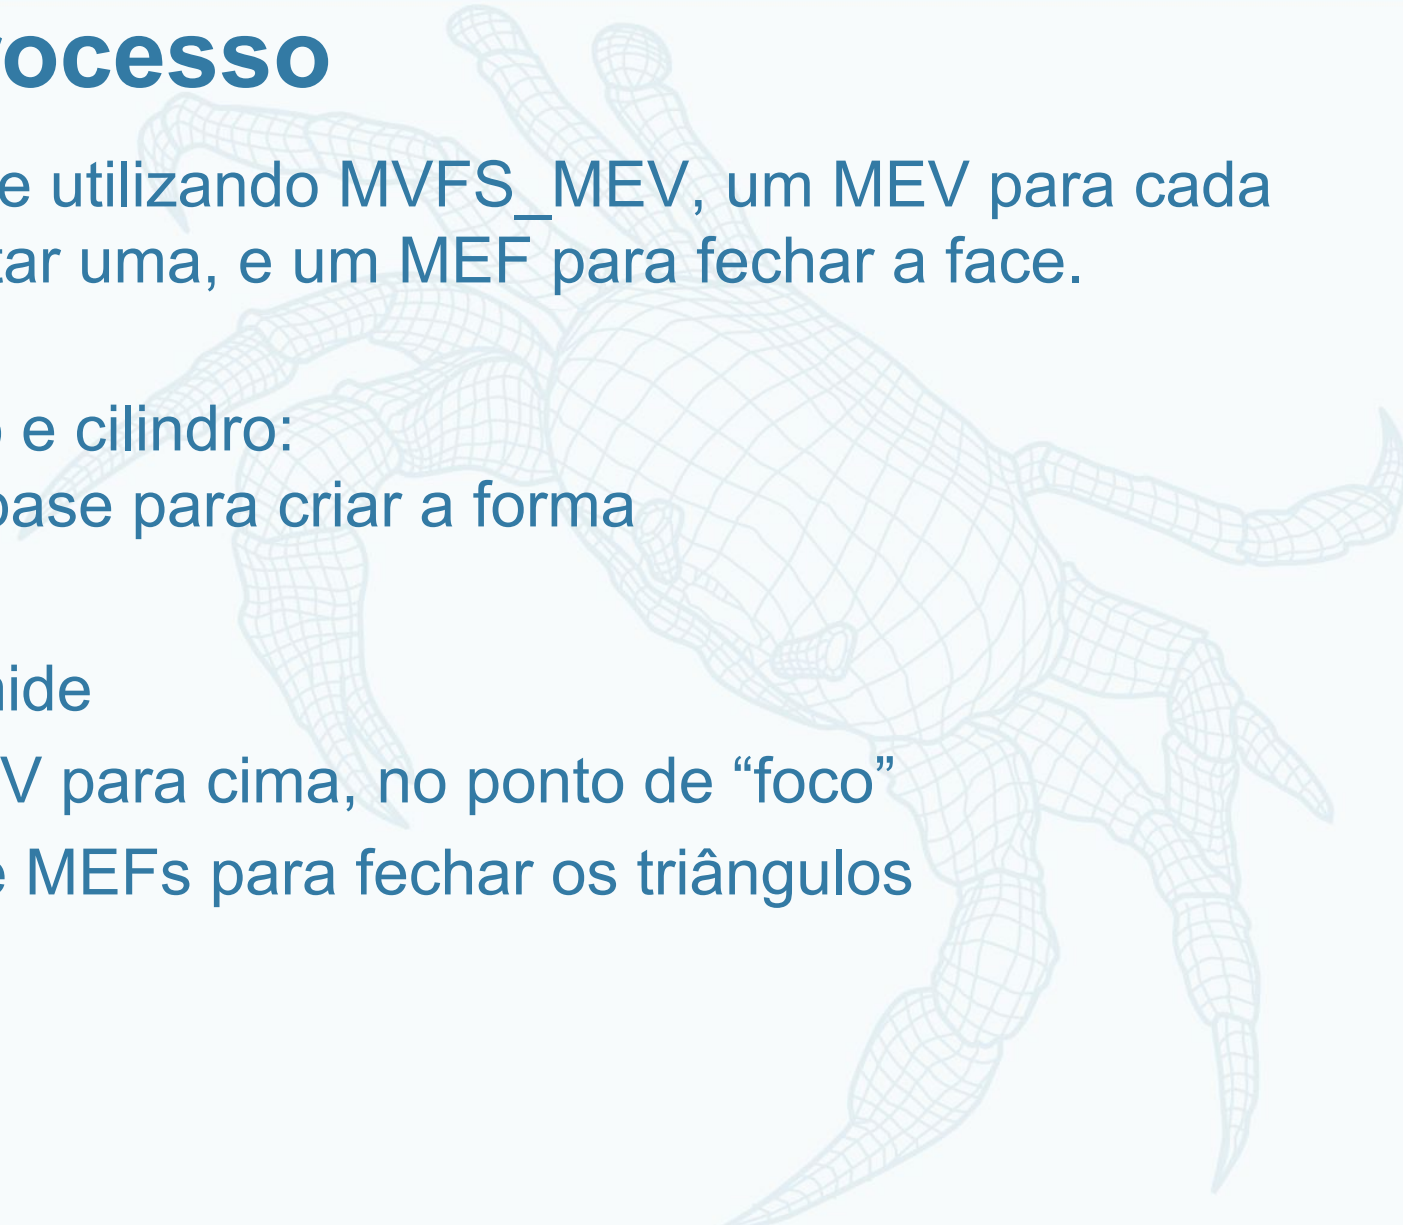 ocesso
e utilizando MVFS_MEV, um MEV para cada
tar uma, e um MEF para fechar a face.
e cilindro:
base para criar a forma
ide
V para cima, no ponto de “foco”
e MEFs para fechar os triângulos